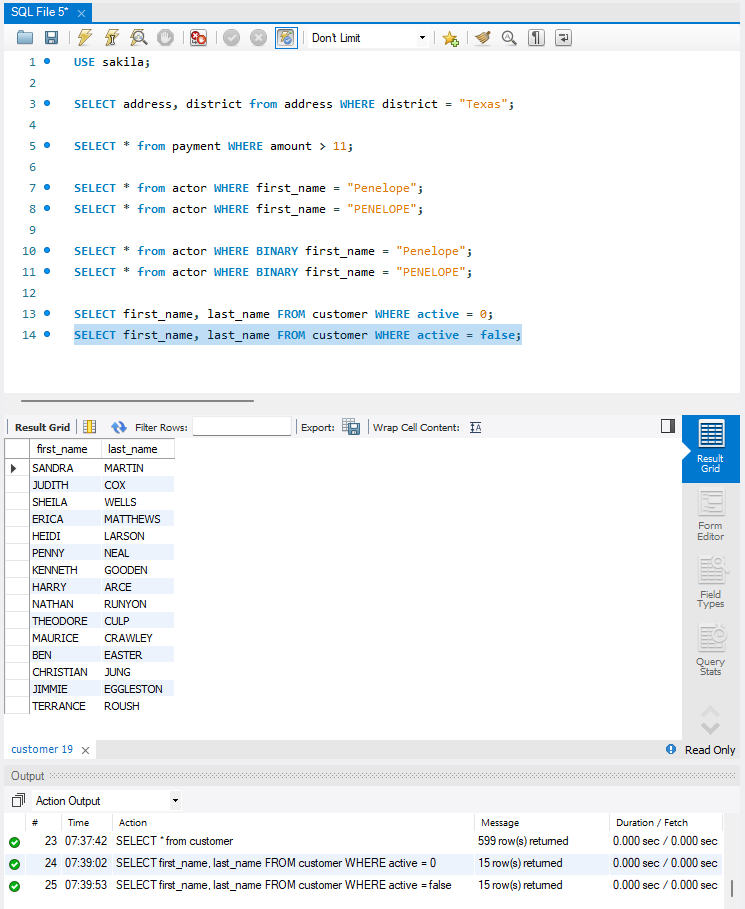 SQL File 5*
Don't Limit
1 USE sakila;
2
3 SELECT address, district from address WHERE district = "Texas";
4
5 SELECT * from payment WHERE amount > 11;
6
7 SELECT * from actor WHERE first_name = "Penelope";
8 SELECT * from actor WHERE first_name = "PENELOPE";
9
10 SELECT * from actor WHERE BINARY first_name = "Penelope";
11 SELECT * from actor WHERE BINARY first_name = "PENELOPE";
12
13 SELECT first_name, last_name FROM customer WHERE active = 0;
14 SELECT first_name, last_name FROM customer WHERE active = false;
Result Grid Filter Rows: Export: Wrap Cell Content:
first_name last_name
SANDRA MARTIN
JUDITH COX
SHEILA WELLS
ERICA MATTHEWS
HEIDI LARSON
PENNY NEAL
KENNETH GOODEN
HARRY ARCE
NATHAN RUNYON
THEODORE CULP
MAURICE CRAWLEY
BEN EASTER
CHRISTIAN JUNG
JIMMIE EGGLESTON
TERRANCE ROUSH
Result
Grid
Form
Editor
Field
Types
Query
Stats
customer 19 Read Only
Output
Action Output
# Time Action Message Duration / Fetch
23 07:37:42 SELECT * from customer 599 row(s) returned 0.000 sec / 0.000 sec
24 07:39:02 SELECT first_name, last_name FROM customer WHERE active = 0 15 row(s) returned 0.000 sec / 0.000 sec
25 07:39:53 SELECT first_name, last_name FROM customer WHERE active = false 15 row(s) returned 0.000 sec / 0.000 sec